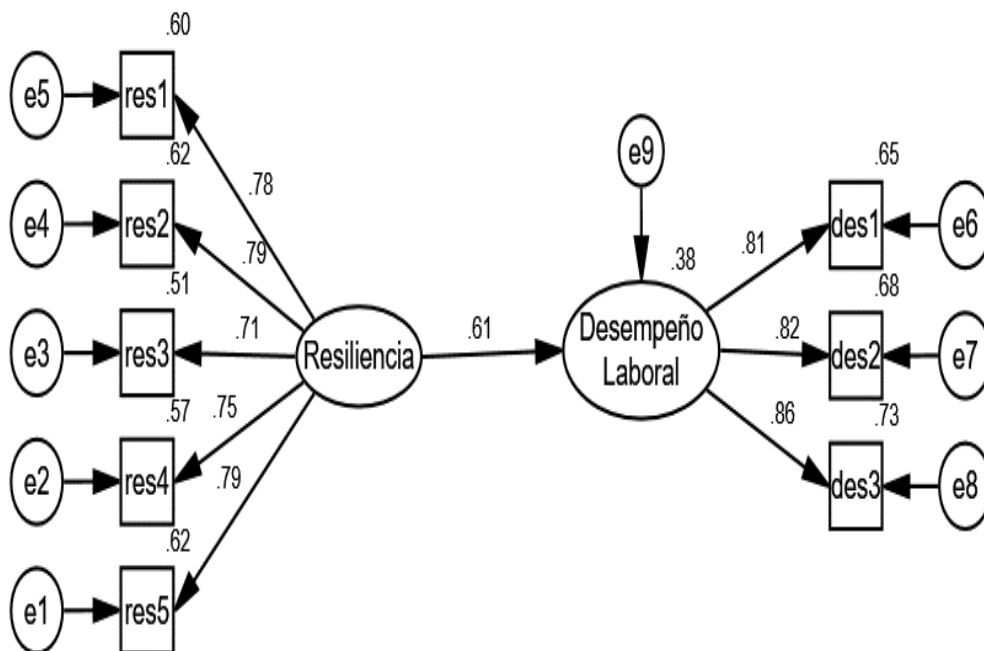 .60
e5
res1
.62
.78
e4
res2
.79
.51
e3
res3
.71
.57
e2
res4
.75
.62
e1
res5
.79
Resiliencia
.61
e9
.38
Desempeño
Laboral
.65
.81
des1
e6
.68
.82
des2
e7
.73
.86
des3
e8